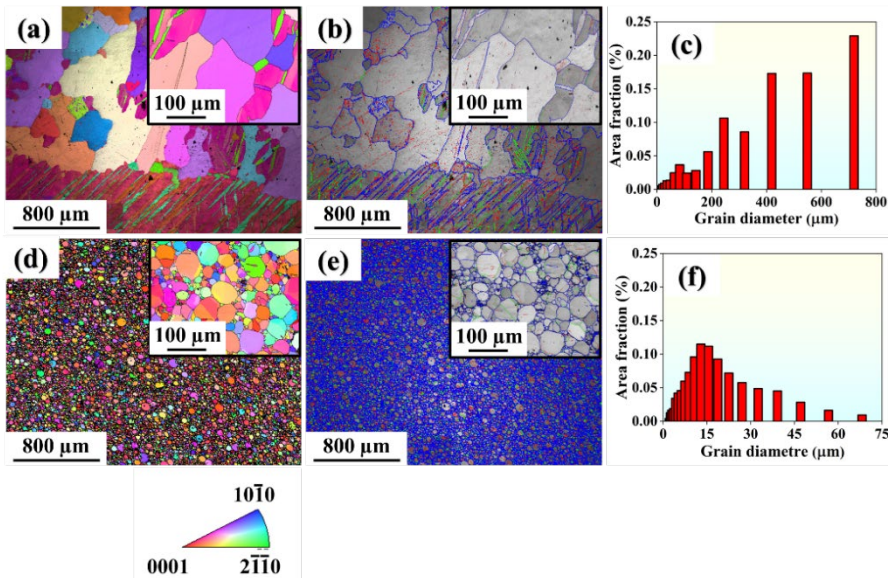 (a)
100 µm
800 µm
(b)
100 µm
800 µm
(c)
Area fraction (%)
0.25
0.20
0.15
0.10
0.05
0.00
0 200 400 600 800
Grain diameter (µm)
(d)
100 µm
800 µm
(e)
100 µm
800 µm
(f)
Area fraction (%)
0.25
0.20
0.15
0.10
0.05
0.00
0 15 30 45 60 75
Grain diametre (µm)
101̅0
0001 21̅1̅0